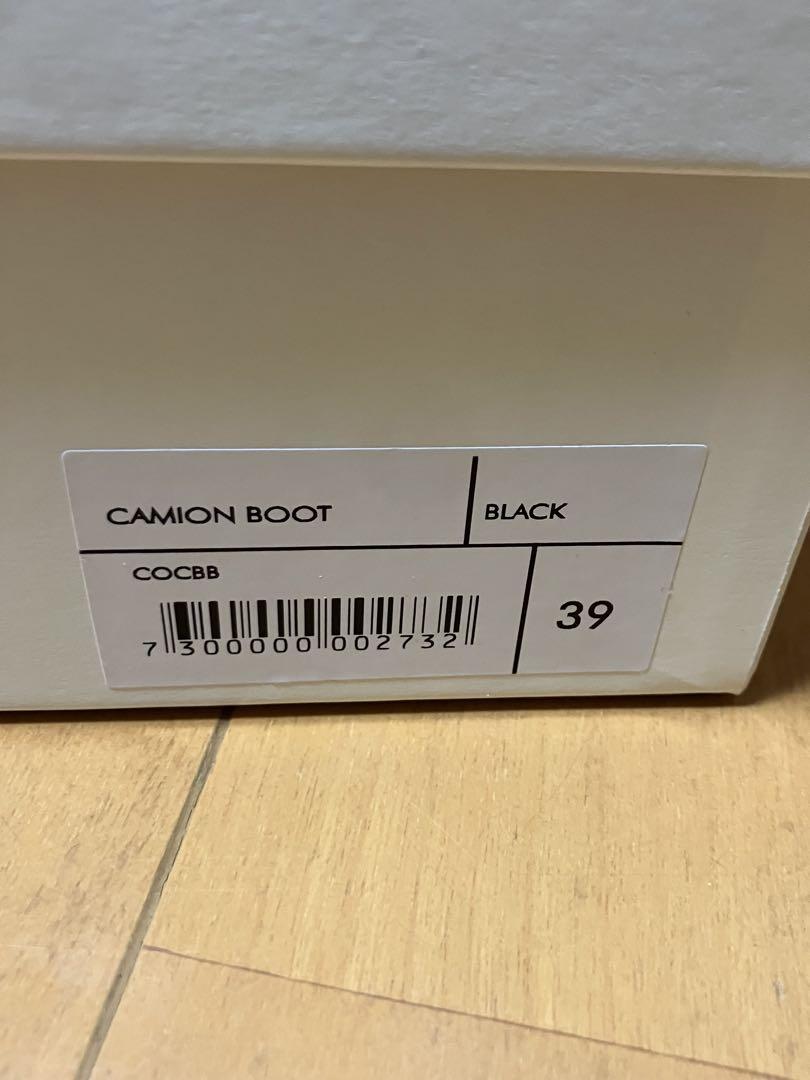 CAMION BOOT
BLACK
COCBB
39
7300000002732